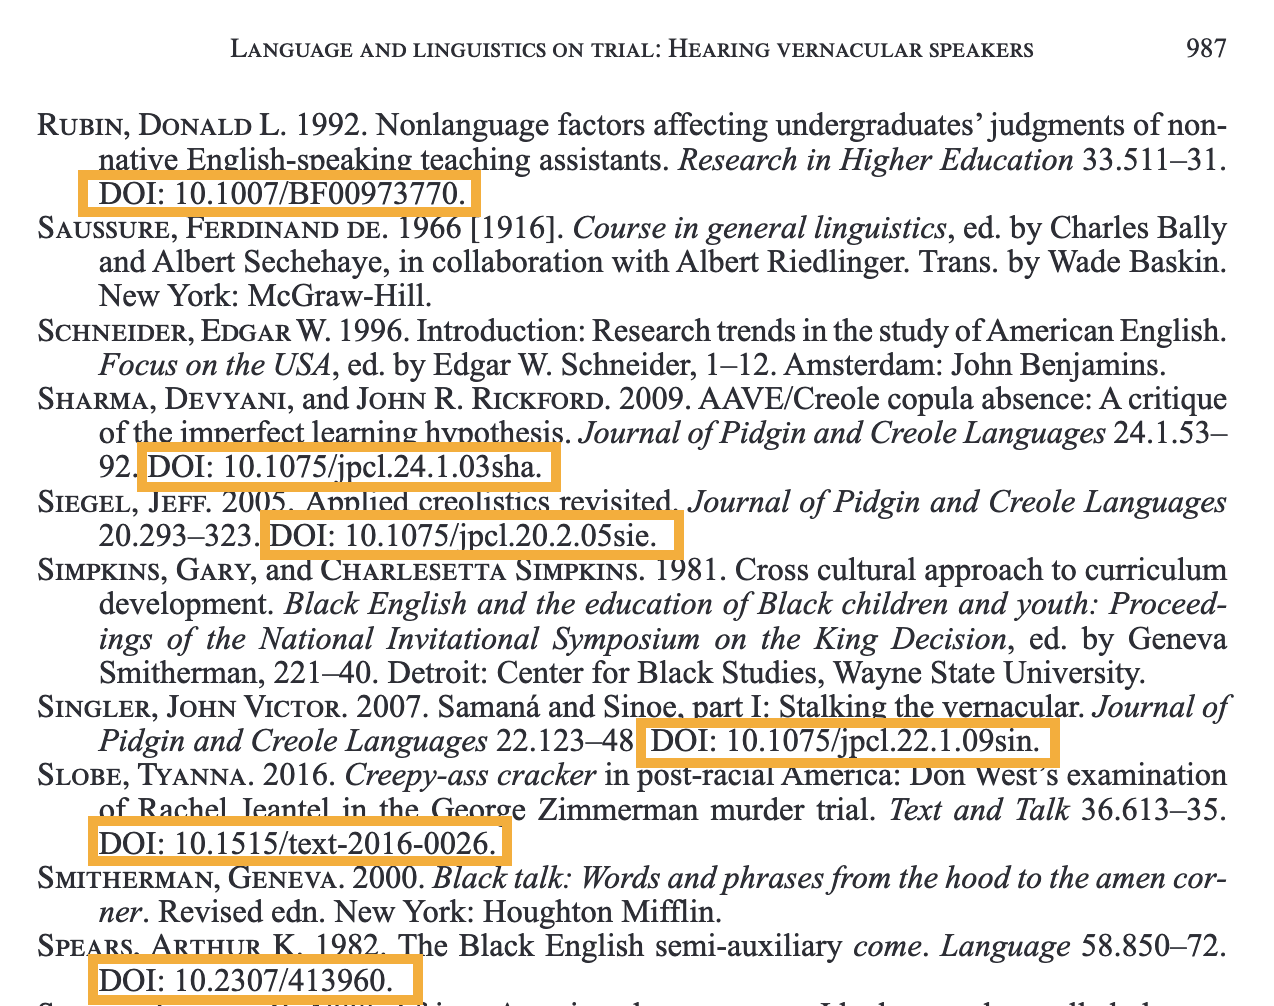 LANGUAGE AND LINGUISTICS ON TRIAL: HEARING VERNACULAR SPEAKERS 987
RUBIN, DONALD L. 1992. Nonlanguage factors affecting undergraduates’ judgments of non-
native English-speaking teaching assistants. Research in Higher Education 33.511–31.
DOI: 10.1007/BF00973770.
SAUSSURE, FERDINAND DE. 1966 [1916]. Course in general linguistics, ed. by Charles Bally
and Albert Sechehaye, in collaboration with Albert Riedlinger. Trans. by Wade Baskin.
New York: McGraw-Hill.
SCHNEIDER, EDGAR W. 1996. Introduction: Research trends in the study of American English.
Focus on the USA, ed. by Edgar W. Schneider, 1–12. Amsterdam: John Benjamins.
SHARMA, DEVYANI, and JOHN R. RICKFORD. 2009. AAVE/Creole copula absence: A critique
of the imperfect learning hypothesis. Journal of Pidgin and Creole Languages 24.1.53–
92. DOI: 10.1075/jpcl.24.1.03sha.
SIEGEL, JEFF. 2005. Applied creolistics revisited. Journal of Pidgin and Creole Languages
20.293–323. DOI: 10.1075/jpcl.20.2.05sie.
SIMPKINS, GARY, and CHARLESETTA SIMPKINS. 1981. Cross cultural approach to curriculum
development. Black English and the education of Black children and youth: Proceed-
ings of the National Invitational Symposium on the King Decision, ed. by Geneva
Smitherman, 221–40. Detroit: Center for Black Studies, Wayne State University.
SINGLER, JOHN VICTOR. 2007. Samaná and Sinoe, part I: Stalking the vernacular. Journal of
Pidgin and Creole Languages 22.123–48 DOI: 10.1075/jpcl.22.1.09sin.
SLOBE, TYANNA. 2016. Creepy-ass cracker in post-racial America: Don West’s examination
of Rachel Jeantel in the George Zimmerman murder trial. Text and Talk 36.613–35.
DOI: 10.1515/text-2016-0026.
SMITHERMAN, GENEVA. 2000. Black talk: Words and phrases from the hood to the amen cor-
ner. Revised edn. New York: Houghton Mifflin.
SPEARS, ARTHUR K. 1982. The Black English semi-auxiliary come. Language 58.850–72.
DOI: 10.2307/413960.